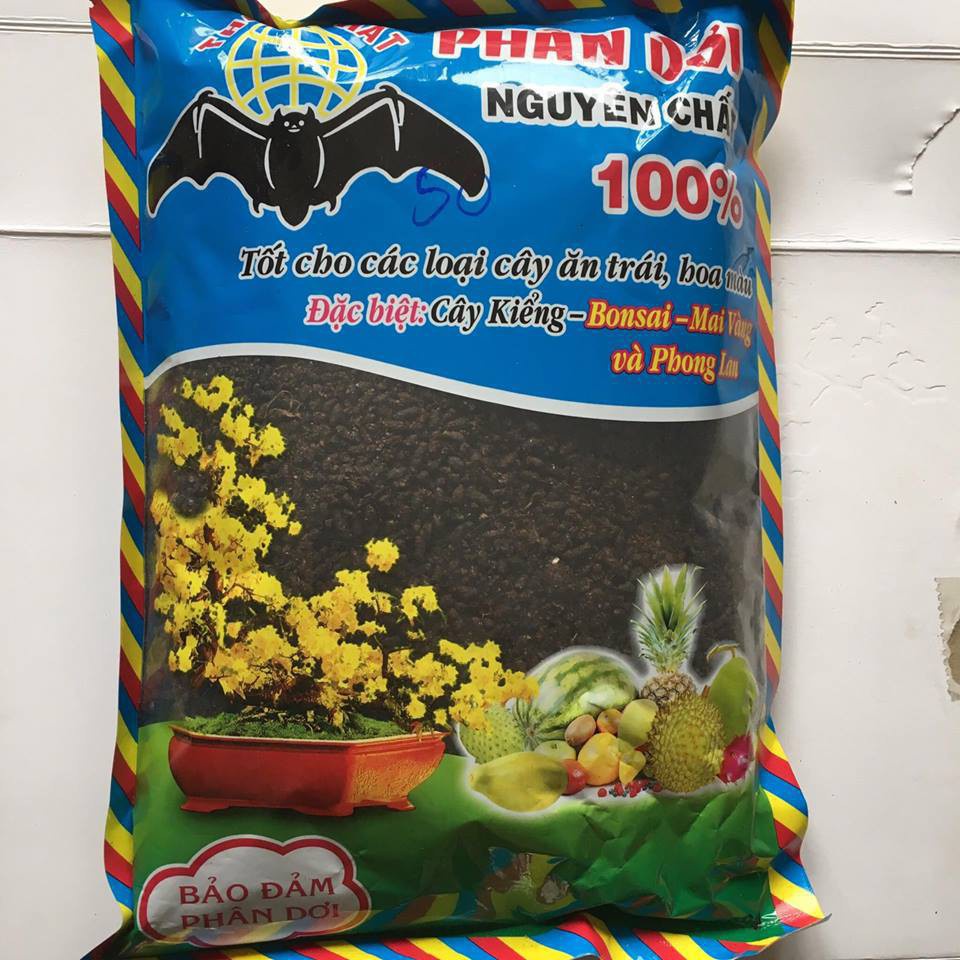 PHÂN DƠI
NGUYÊN CHẤT
100%
50
Tốt cho các loại cây ăn trái, hoa màu
Đặc biệt: Cây Kiểng – Bonsai – Mai Vàng
và Phong Lan
BẢO ĐẢM
PHÂN DƠI